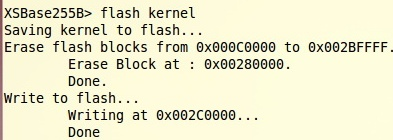 XSBase255B> flash kernel
Saving kernel to flash...
Erase flash blocks from 0x000C0000 to 0x002BFFFF.
Erase Block at : 0x00280000.
Done.
Write to flash...
Writing at 0x002C0000...
Done